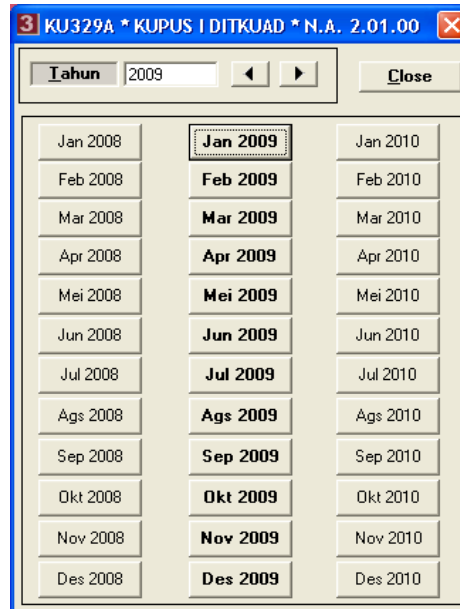 3 KU329A * KUPUS I DITKUAD * N.A. 2.01.00
Tahun 2009 Close
Jan 2008 Jan 2009 Jan 2010
Feb 2008 Feb 2009 Feb 2010
Mar 2008 Mar 2009 Mar 2010
Apr 2008 Apr 2009 Apr 2010
Mei 2008 Mei 2009 Mei 2010
Jun 2008 Jun 2009 Jun 2010
Jul 2008 Jul 2009 Jul 2010
Ags 2008 Ags 2009 Ags 2010
Sep 2008 Sep 2009 Sep 2010
Okt 2008 Okt 2009 Okt 2010
Nov 2008 Nov 2009 Nov 2010
Des 2008 Des 2009 Des 2010